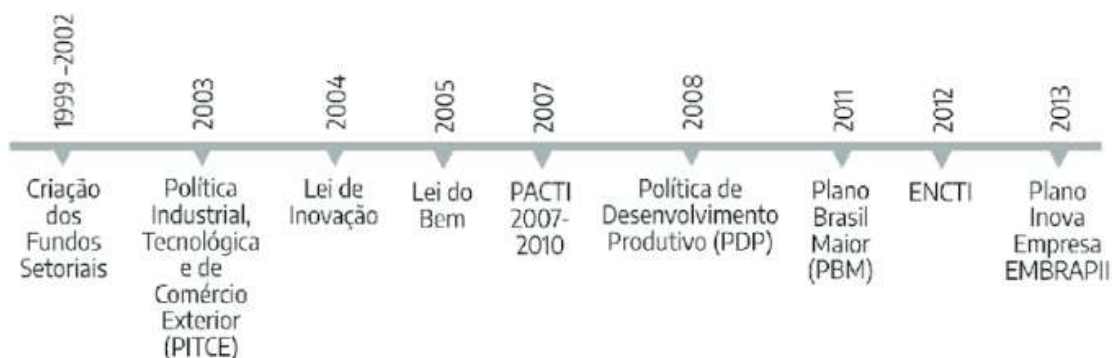 1999 -2002
2003
2004
2005
2007
2008
2011
2012
2013
Criação
dos
Fundos
Setoriais
Política
Industrial,
Tecnológica
e de
Comércio
Exterior
(PITCE)
Lei de
Inovação
Lei do
Bem
PACTI
2007-
2010
Política de
Desenvolvimento
Produtivo (PDP)
Plano
Brasil
Maior
(PBM)
ENCTI
Plano
Inova
Empresa
EMBRAPII